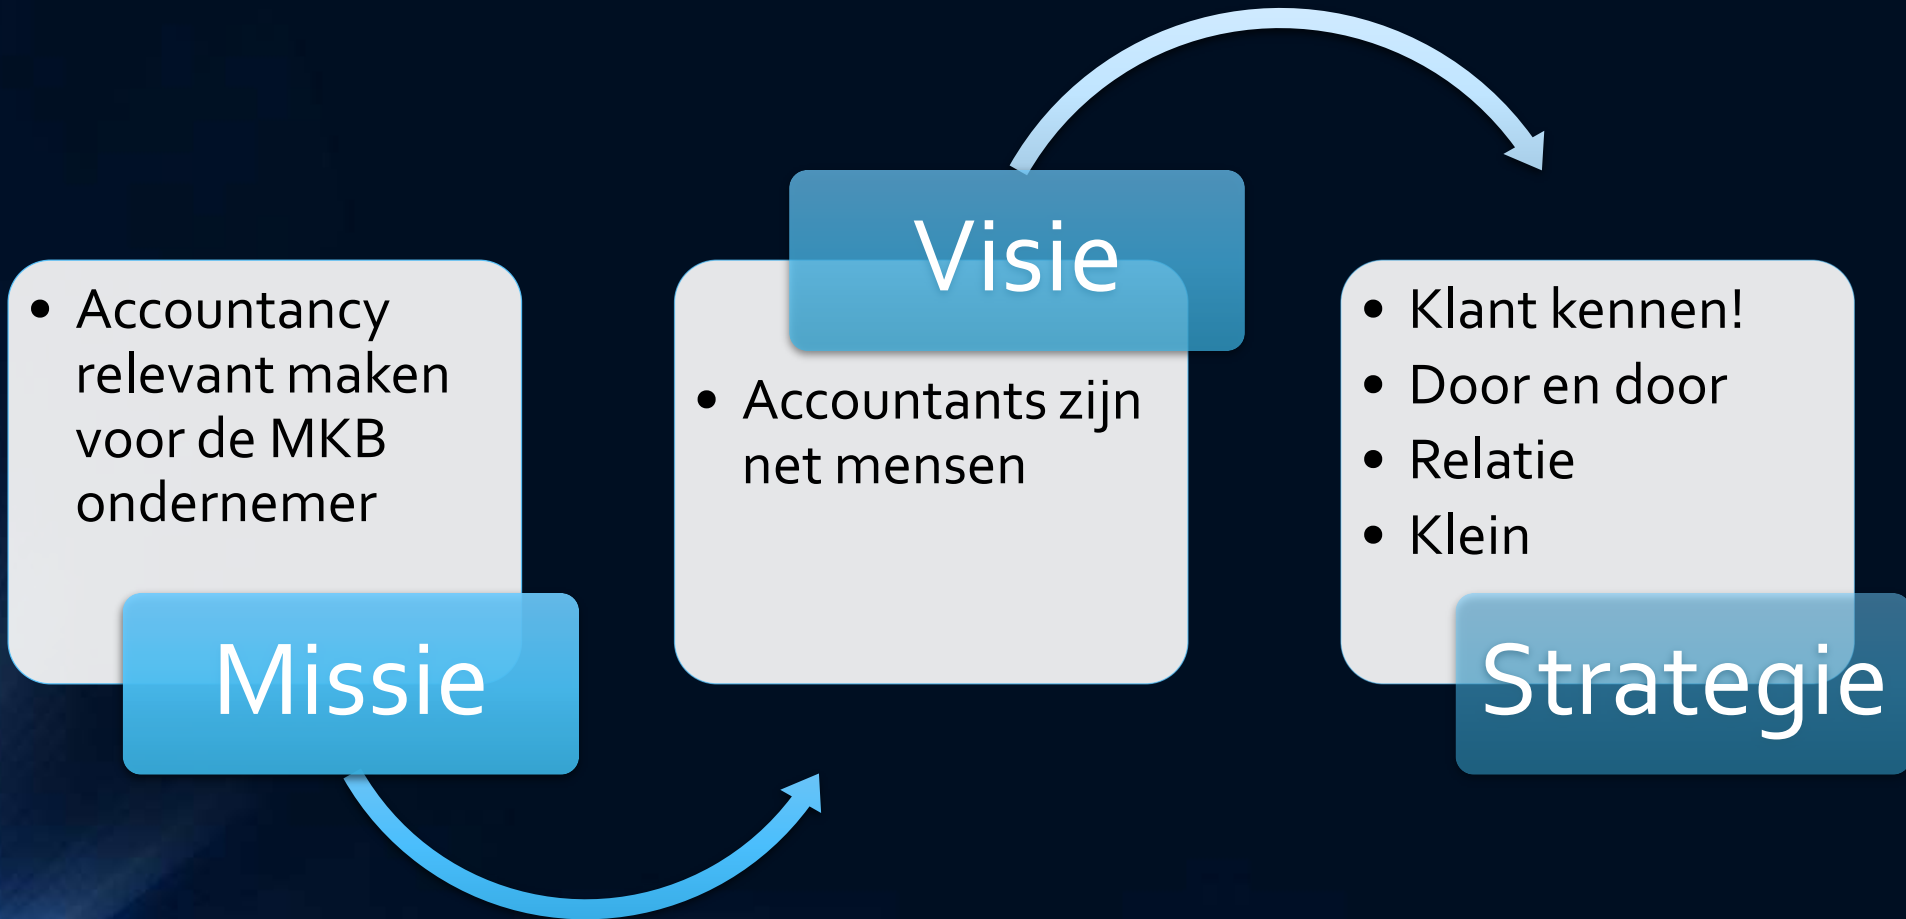 • Accountancy
relevant maken
voor de MKB
ondernemer
Missie
Visie
• Accountants zijn
net mensen
• Klant kennen!
• Door en door
• Relatie
• Klein
Strategie